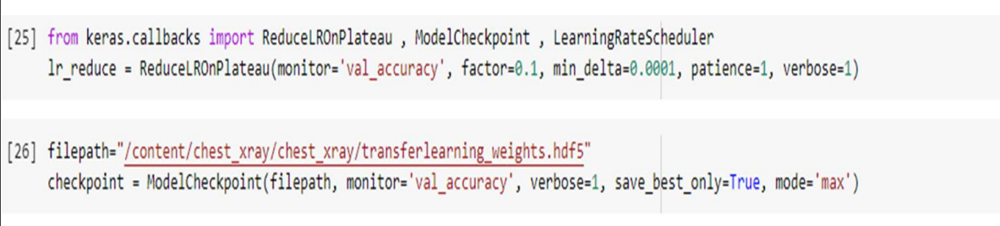 [25] from keras.callbacks import ReduceLROnPlateau , ModelCheckpoint , LearningRateScheduler
lr_reduce = ReduceLROnPlateau(monitor='val_accuracy', factor=0.1, min_delta=0.0001, patience=1, verbose=1)
[26] filepath="/content/chest_xray/chest_xray/transferlearning_weights.hdf5"
checkpoint = ModelCheckpoint(filepath, monitor='val_accuracy', verbose=1, save_best_only=True, mode='max')